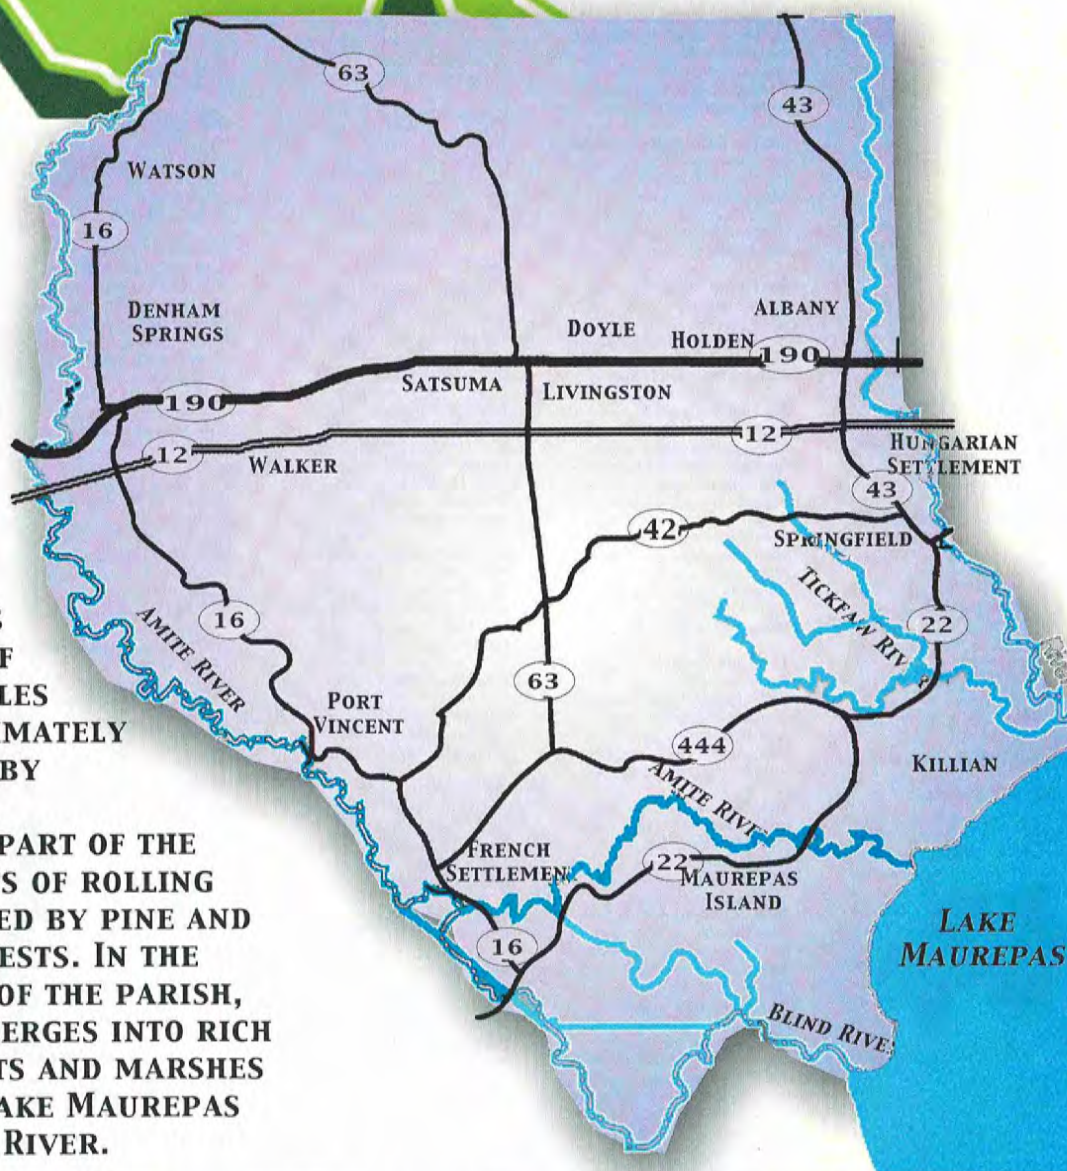 63
43
WATSON
16
DENHAM
SPRINGS
ALBANY
DOYLE
HOLDEN
190
SATSUMA
LIVINGSTON
190
12
HUNGARIAN
SETTLEMENT
12
WALKER
43
42
SPRINGFIELD
TICKFAW RIVER
16
22
AMITE RIVER
63
PORT
VINCENT
444
KILLIAN
AMITE RIVE
FRENCH
SETTLEMEN
22
MAUREPAS
ISLAND
16
LAKE
MAUREPAS
BLIND RIVE
S
F
LES
IMATELY
BY
PART OF THE
S OF ROLLING
ED BY PINE AND
ESTS. IN THE
OF THE PARISH,
ERGES INTO RICH
TS AND MARSHES
AKE MAUREPAS
RIVER.